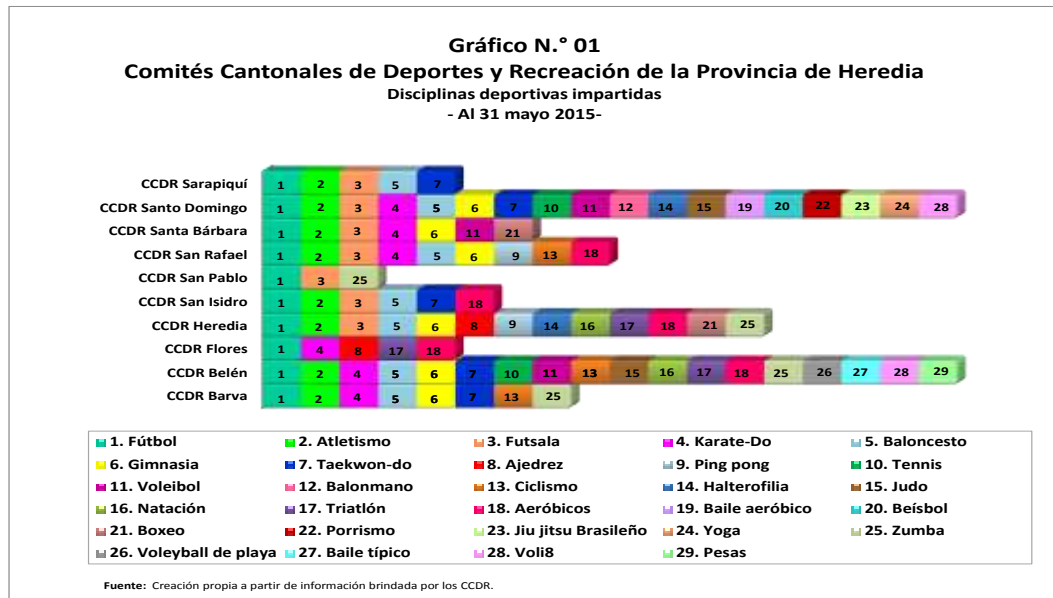 Gráfico N.° 01
Comités Cantonales de Deportes y Recreación de la Provincia de Heredia
Disciplinas deportivas impartidas
- Al 31 mayo 2015-
CCDR Sarapiquí 1 2 3 5 7
CCDR Santo Domingo 1 2 3 4 5 6 7 10 11 12 14 15 19 20 22 23 24 28
CCDR Santa Bárbara 1 2 3 4 6 11 21
CCDR San Rafael 1 2 3 4 5 6 9 13 18
CCDR San Pablo 1 3 25
CCDR San Isidro 1 2 3 5 7 18
CCDR Heredia 1 2 3 5 6 8 9 14 16 17 18 21 25
CCDR Flores 1 4 8 17 18
CCDR Belén 1 2 4 5 6 7 10 11 13 15 16 17 18 25 26 27 28 29
CCDR Barva 1 2 4 5 6 7 13 25
1. Fútbol 2. Atletismo 3. Futsala 4. Karate-Do 5. Baloncesto
6. Gimnasia 7. Taekwon-do 8. Ajedrez 9. Ping pong 10. Tennis
11. Voleibol 12. Balonmano 13. Ciclismo 14. Halterofilia 15. Judo
16. Natación 17. Triatlón 18. Aeróbicos 19. Baile aeróbico 20. Beísbol
21. Boxeo 22. Porrismo 23. Jiu jitsu Brasileño 24. Yoga 25. Zumba
26. Voleyball de playa 27. Baile típico 28. Voli8 29. Pesas
Fuente: Creación propia a partir de información brindada por los CCDR.